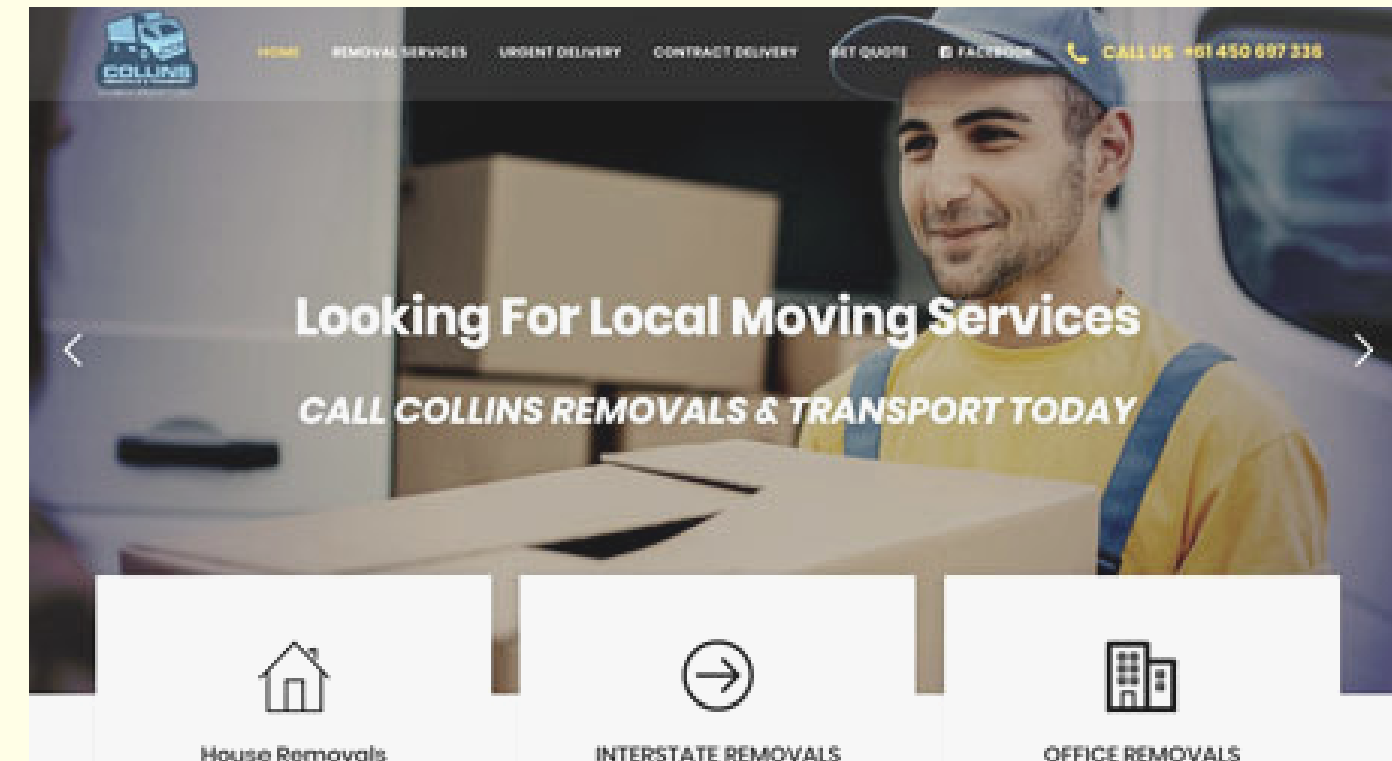 COLLINS
HOME REMOVAL SERVICES URGENT DELIVERY CONTRACT DELIVERY GET QUOTE FACEBOOK CALL US +61 450 697 336
Looking For Local Moving Services
CALL COLLINS REMOVALS & TRANSPORT TODAY
House Removals INTERSTATE REMOVALS OFFICE REMOVALS